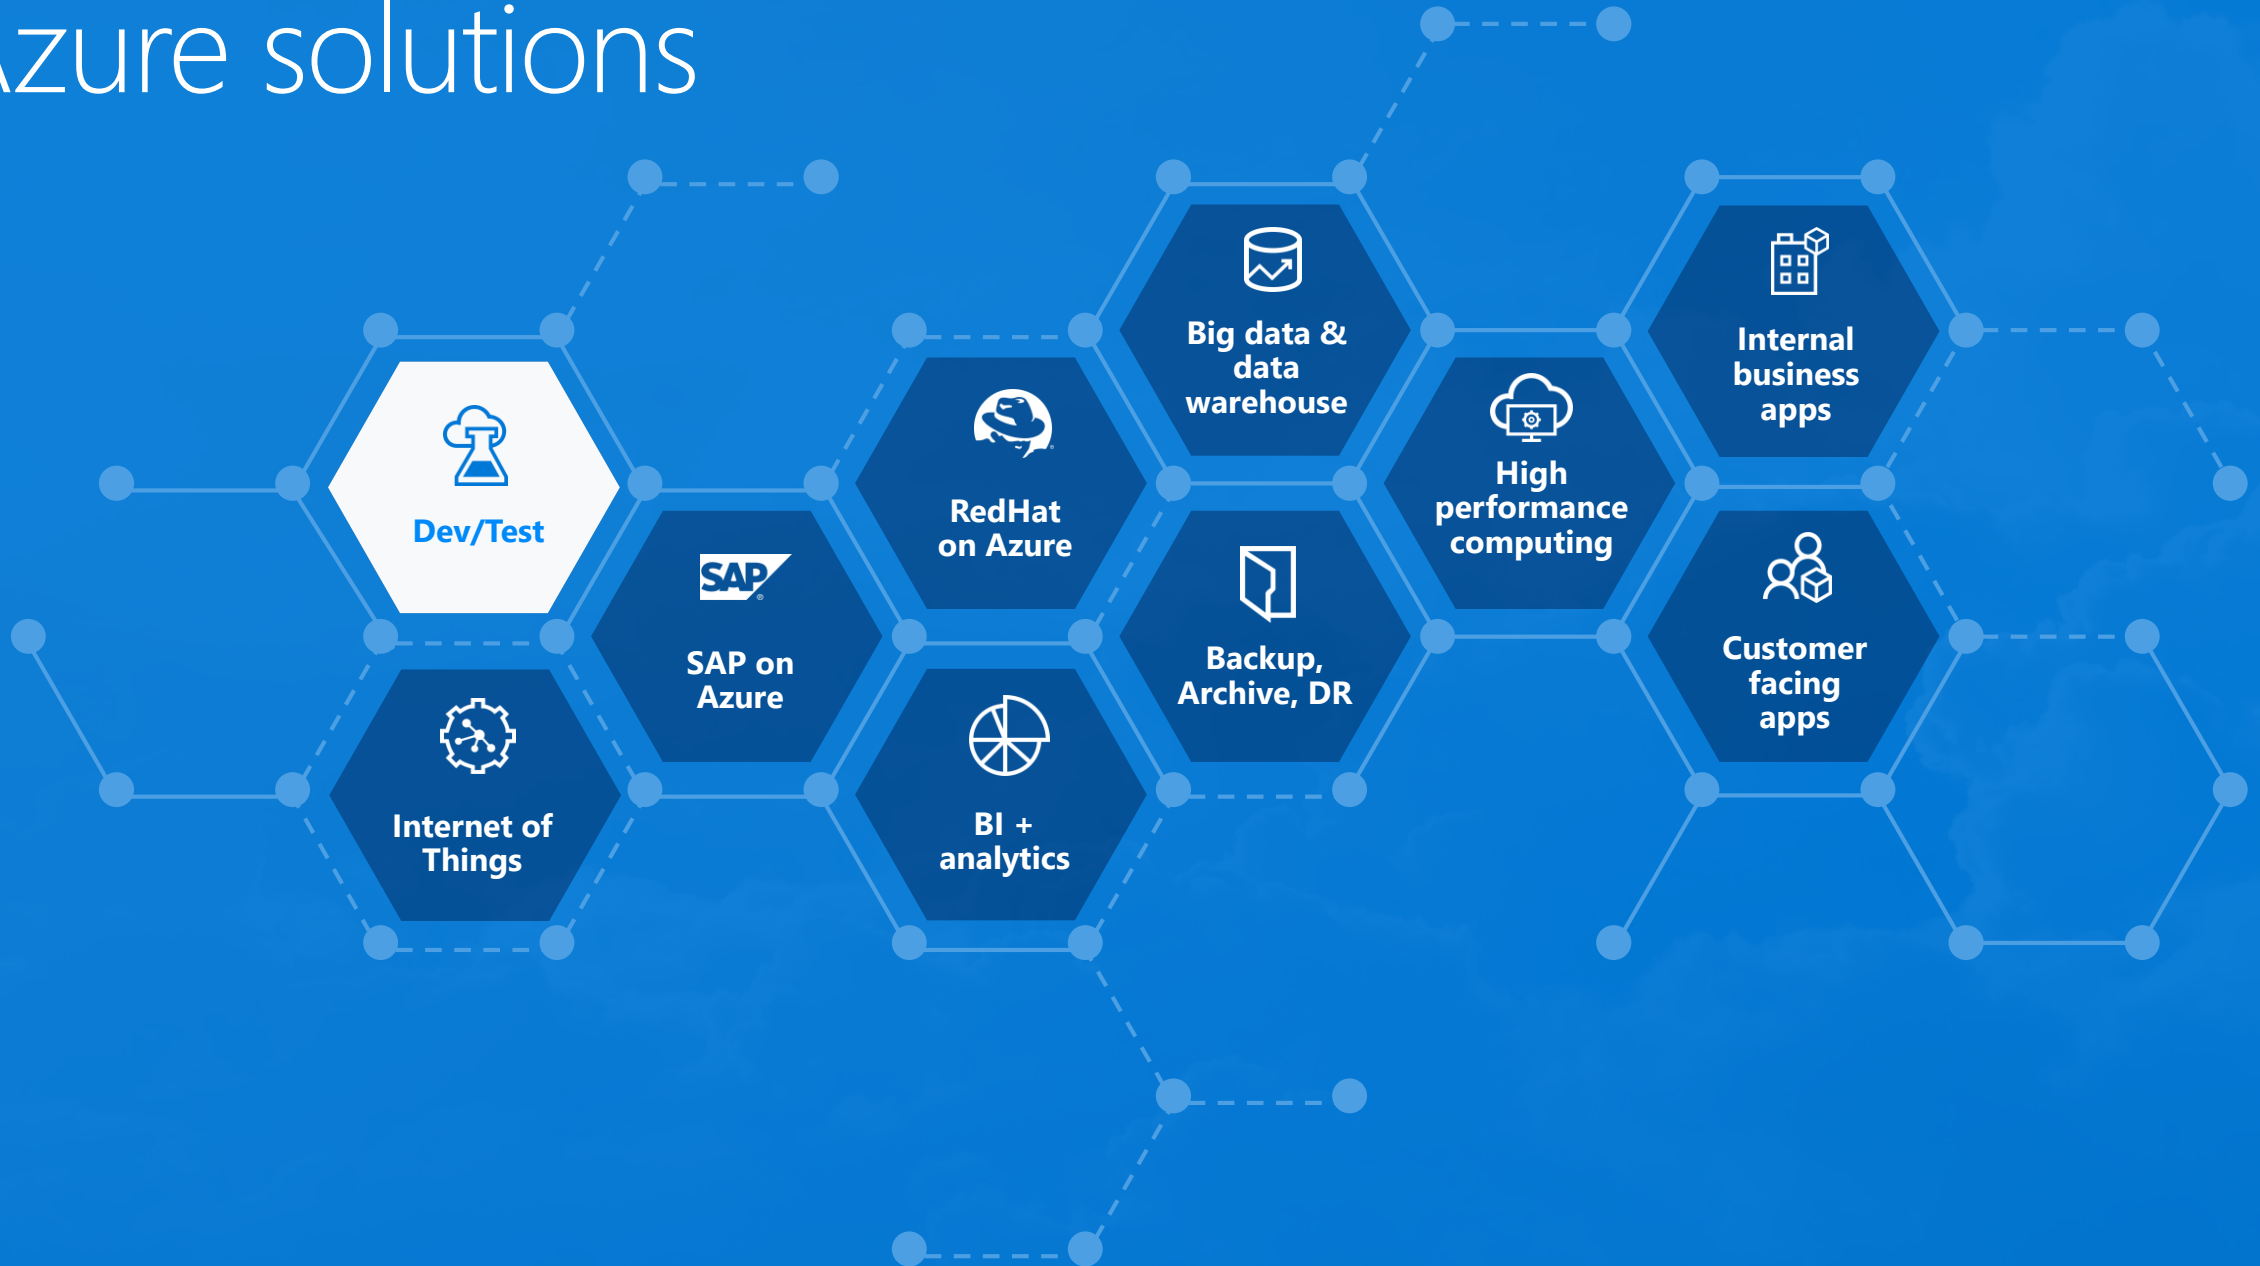 Azure solutions
Dev/Test
Internet of
Things
SAP
SAP on
Azure
RedHat
on Azure
BI +
analytics
Big data &
data
warehouse
Backup,
Archive, DR
High
performance
computing
Internal
business
apps
Customer
facing
apps